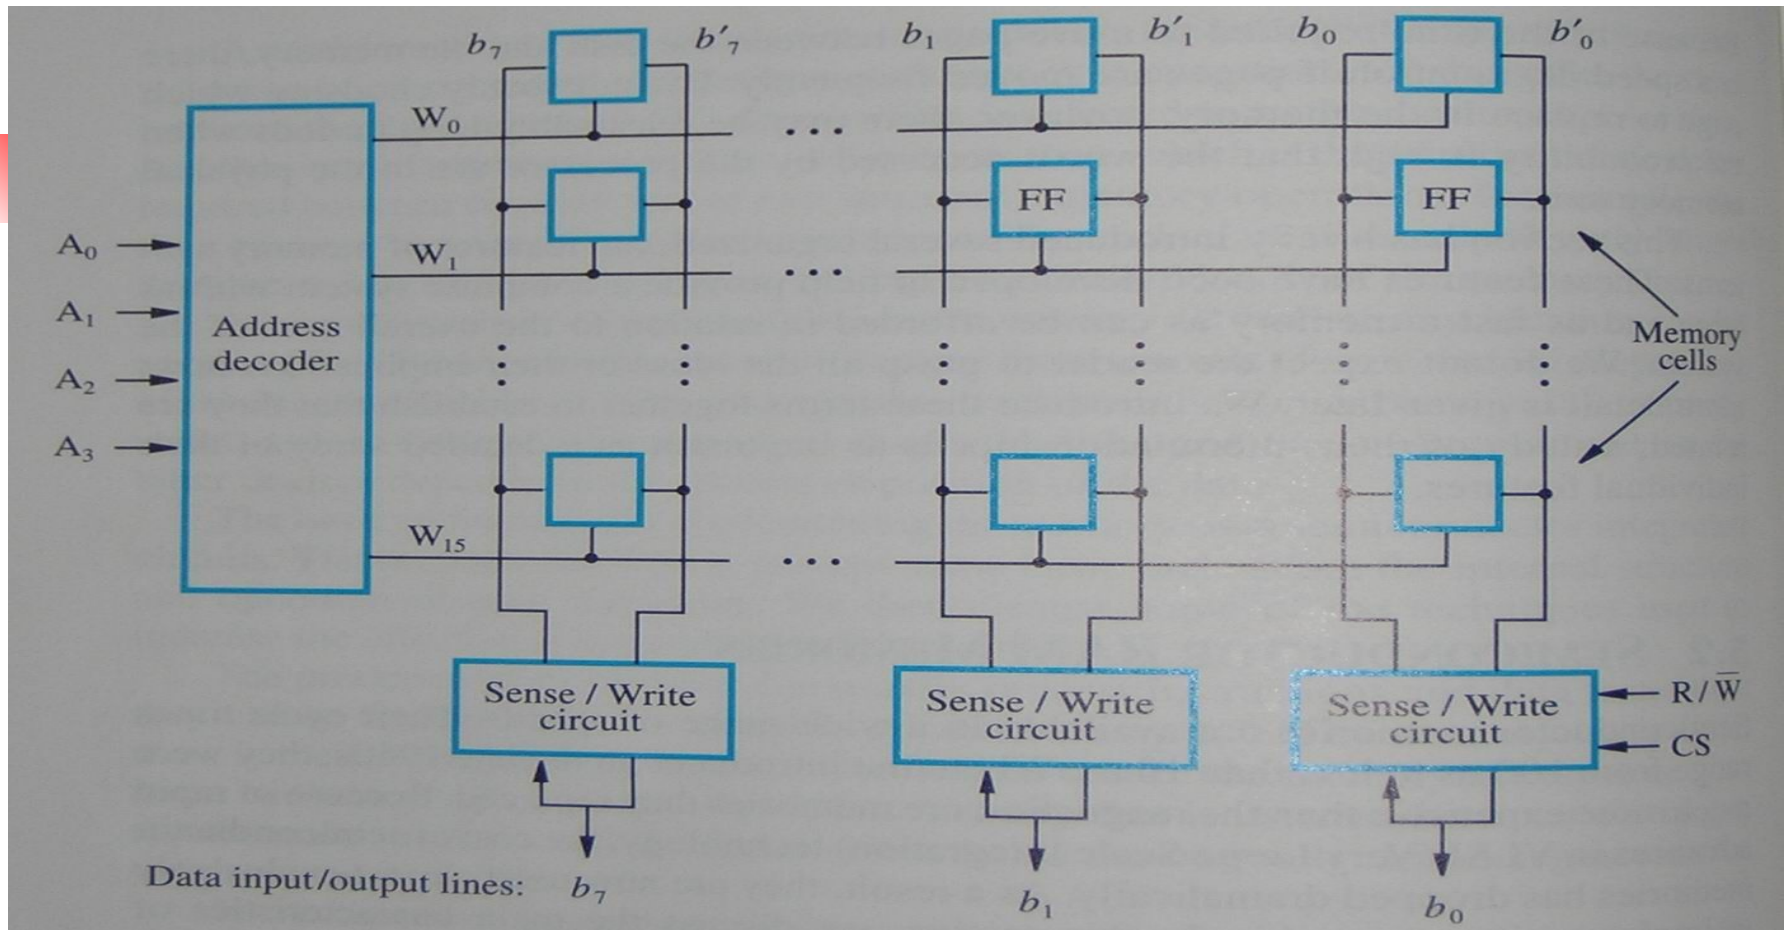 b₇ b′₇ b₁ b′₁ b₀ b′₀
W₀ ...
FF FF
A₀ W₁ ...
A₁
Address
decoder
Memory
cells
A₂
A₃
W₁₅ ...
Sense / Write
circuit
Sense / Write
circuit
Sense / Write
circuit
R / W̅
CS
Data input/output lines: b₇ b₁ b₀